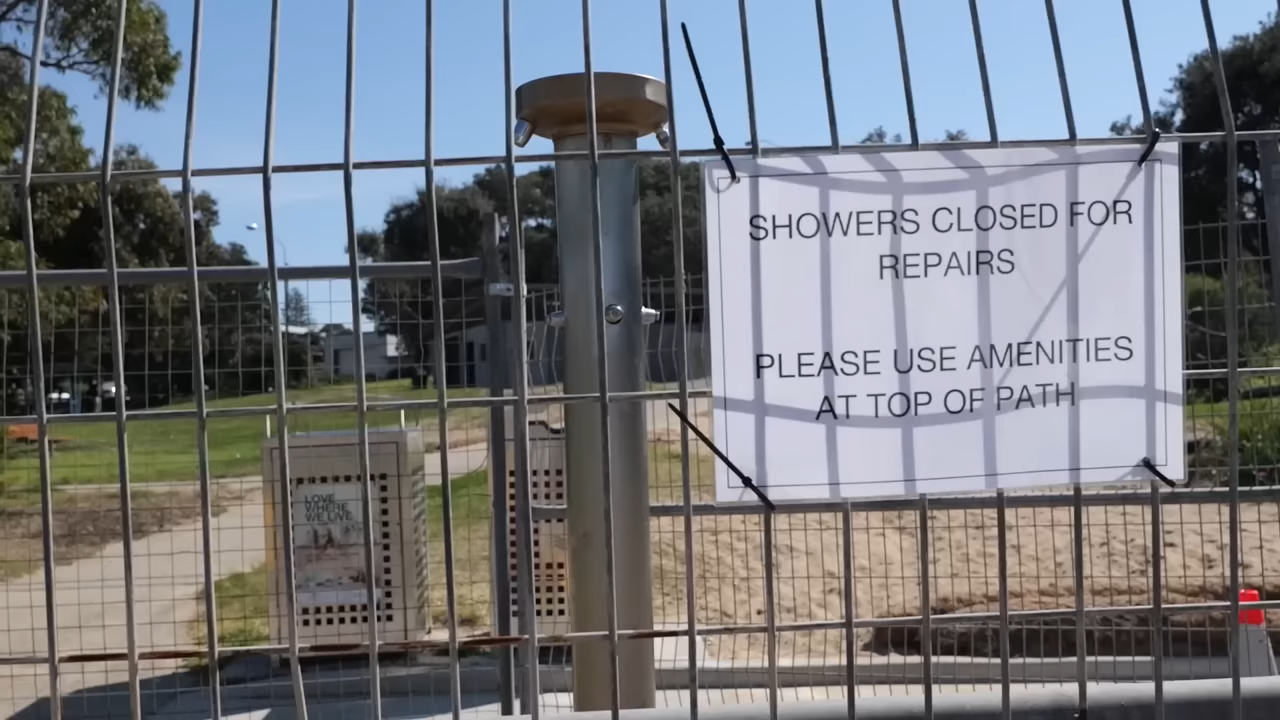 SHOWERS CLOSED FOR
REPAIRS
PLEASE USE AMENITIES
AT TOP OF PATH
LOVE
WHERE
WE LIVE